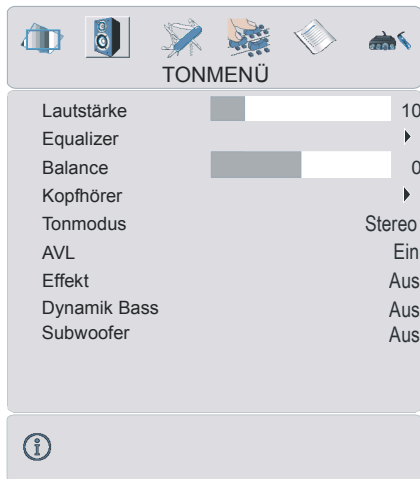 TONMENÜ
Lautstärke 10
Equalizer
Balance 0
Kopfhörer
Tonmodus Stereo
AVL Ein
Effekt Aus
Dynamik Bass Aus
Subwoofer Aus